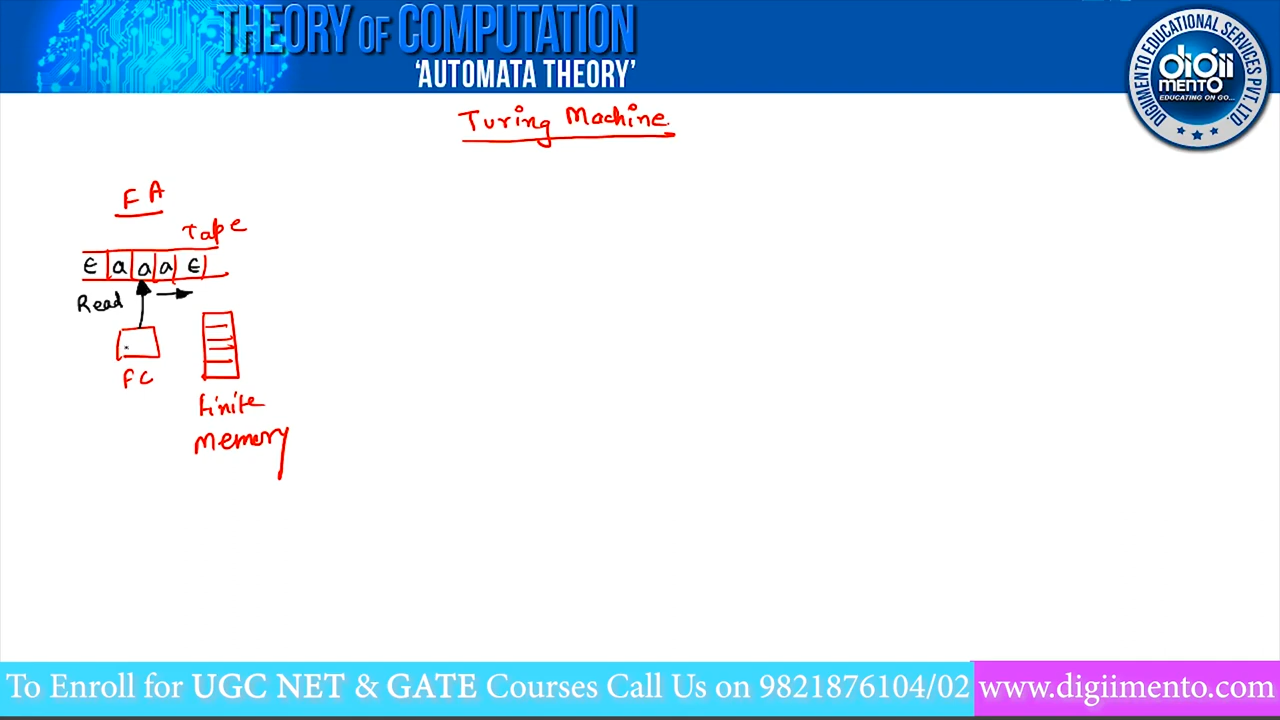 THEORY OF COMPUTATION
'AUTOMATA THEORY'
DIGIIMENTO EDUCATIONAL SERVICES PVT. LTD.
digii
MENTO
EDUCATING ON GO...
Turing Machine
FA
Tape
ϵ a a a ϵ
Read
FC
finite
memory
To Enroll for UGC NET & GATE Courses Call Us on 9821876104/02 www.digiimento.com